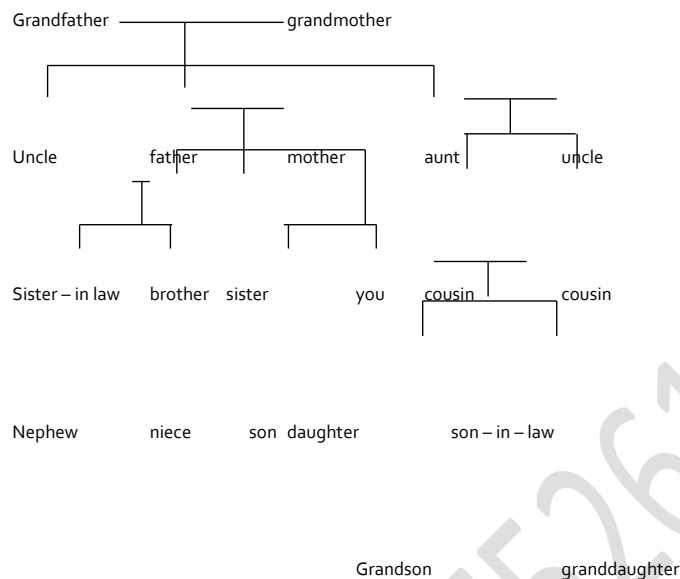 Grandfather grandmother
Uncle father mother aunt uncle
Sister – in law brother sister you cousin cousin
Nephew niece son daughter son – in – law
Grandson granddaughter